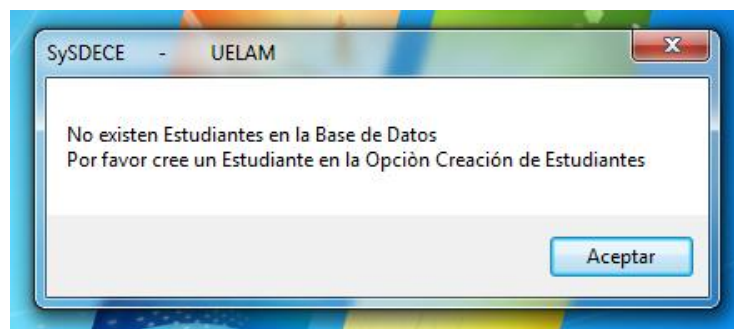 SySDECE - UELAM
No existen Estudiantes en la Base de Datos
Por favor cree un Estudiante en la Opciòn Creación de Estudiantes
Aceptar